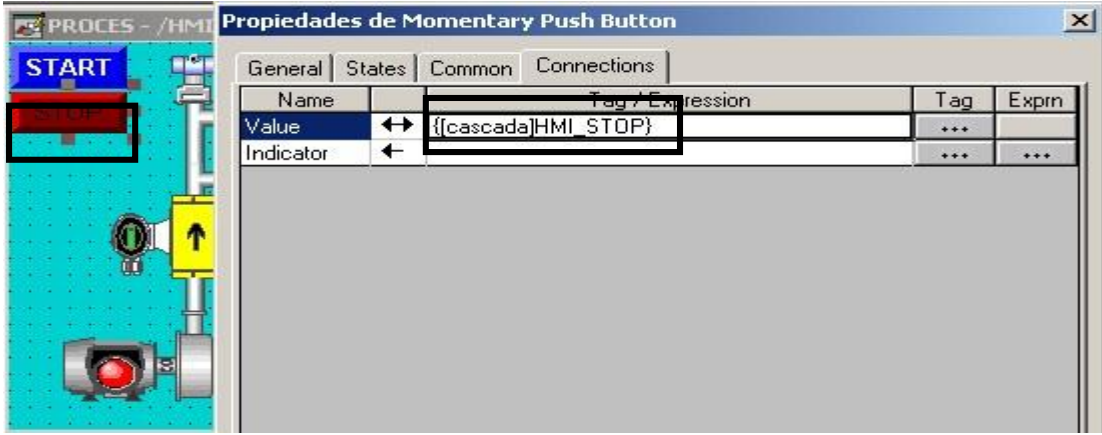 PROCES - /HMI
Propiedades de Momentary Push Button
START
STOP
General States Common Connections
Name Tag / Expression Tag Exprn
Value {[cascada]HMI_STOP} ...
Indicator ... ...